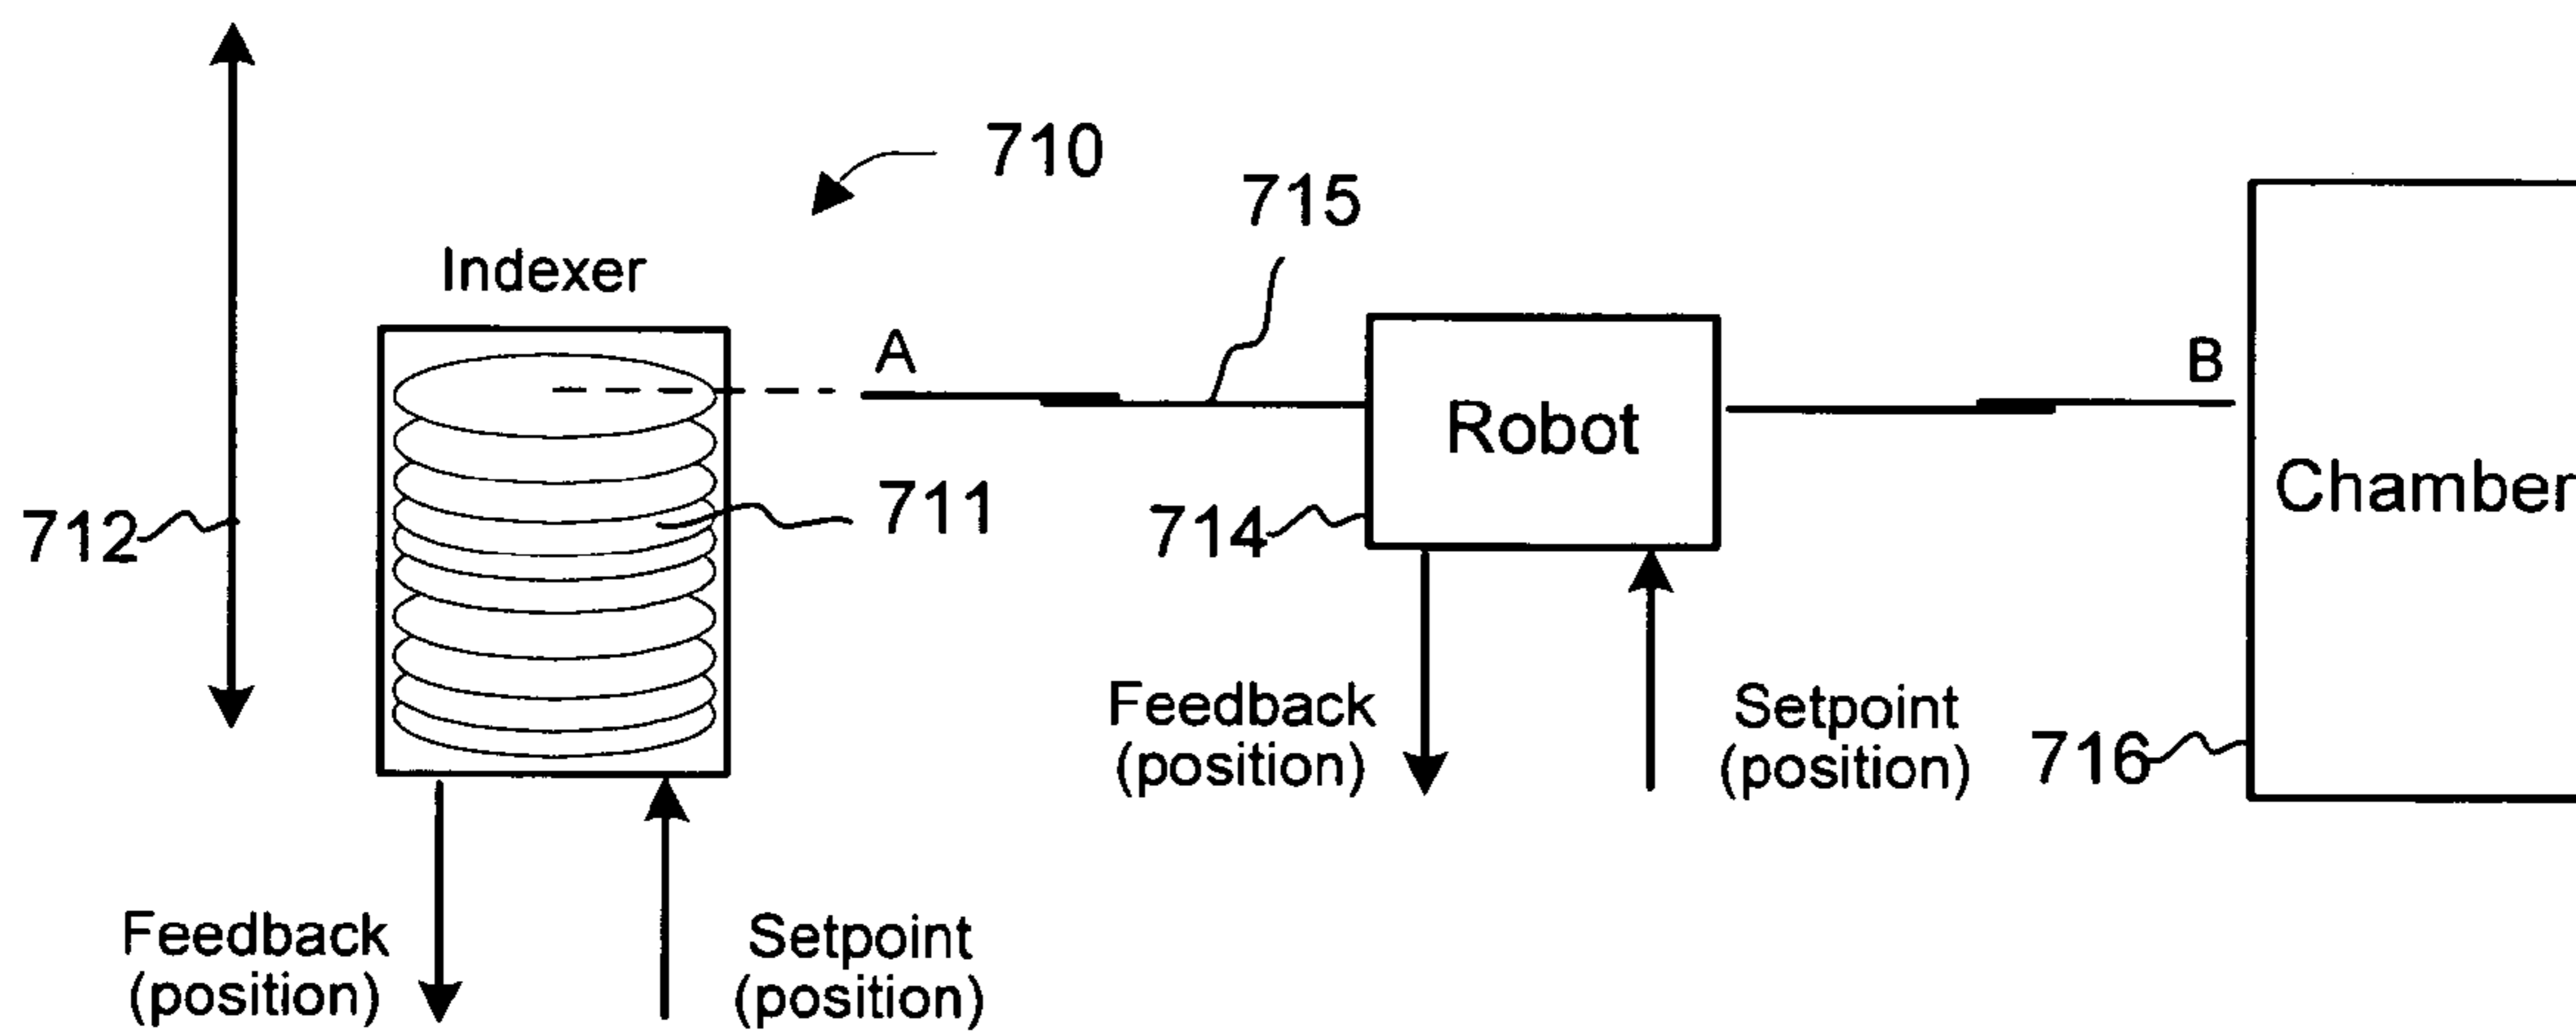 710
715
Indexer
A
B
Robot
Chamber
711
712
714
716
Feedback
(position)
Setpoint
(position)
Feedback
(position)
Setpoint
(position)